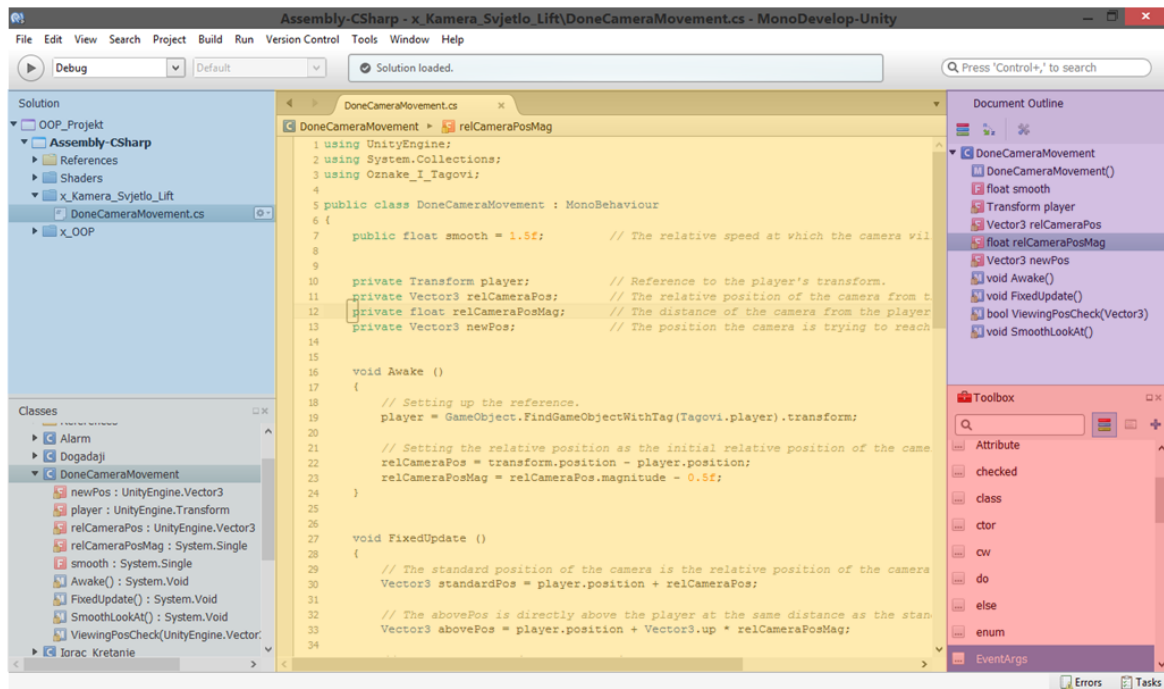 Assembly-CSharp - x_Kamera_Svjetlo_Lift\DoneCameraMovement.cs - MonoDevelop-Unity
File Edit View Search Project Build Run Version Control Tools Window Help
Debug Default Solution loaded. Press 'Control+,' to search
Solution
OOP_Projekt
Assembly-CSharp
References
Shaders
x_Kamera_Svjetlo_Lift
DoneCameraMovement.cs
x_OOP
Classes
Alarm
Dogadaji
DoneCameraMovement
newPos : UnityEngine.Vector3
player : UnityEngine.Transform
relCameraPos : UnityEngine.Vector3
relCameraPosMag : System.Single
smooth : System.Single
Awake() : System.Void
FixedUpdate() : System.Void
SmoothLookAt() : System.Void
ViewingPosCheck(UnityEngine.Vector:
Igrac_Kretanje
DoneCameraMovement.cs
DoneCameraMovement relCameraPosMag
1 using UnityEngine;
2 using System.Collections;
3 using Oznake_I_Tagovi;
4
5 public class DoneCameraMovement : MonoBehaviour
6 {
7 public float smooth = 1.5f; // The relative speed at which the camera wil
8
9
10 private Transform player; // Reference to the player's transform.
11 private Vector3 relCameraPos; // The relative position of the camera from t
12 private float relCameraPosMag; // The distance of the camera from the player
13 private Vector3 newPos; // The position the camera is trying to reach
14
15
16 void Awake ()
17 {
18 // Setting up the reference.
19 player = GameObject.FindGameObjectWithTag(Tagovi.player).transform;
20
21 // Setting the relative position as the initial relative position of the came
22 relCameraPos = transform.position - player.position;
23 relCameraPosMag = relCameraPos.magnitude - 0.5f;
24 }
25
26
27 void FixedUpdate ()
28 {
29 // The standard position of the camera is the relative position of the camera
30 Vector3 standardPos = player.position + relCameraPos;
31
32 // The abovePos is directly above the player at the same distance as the stan
33 Vector3 abovePos = player.position + Vector3.up * relCameraPosMag;
34
Document Outline
DoneCameraMovement
DoneCameraMovement()
float smooth
Transform player
Vector3 relCameraPos
float relCameraPosMag
Vector3 newPos
void Awake()
void FixedUpdate()
bool ViewingPosCheck(Vector3)
void SmoothLookAt()
Toolbox
Attribute
checked
class
ctor
cw
do
else
enum
EventArgs
Errors Tasks